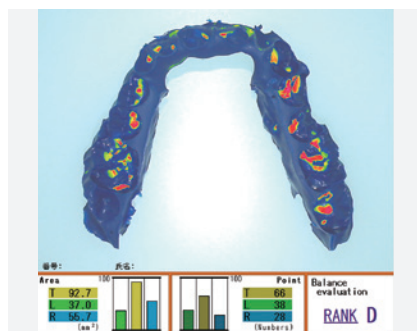 番号: 氏名:
Area 100
T 92.7
L 37.0
R 55.7
(mm²)
100 Point
T 66
L 38
R 28
(Numbers)
Balance
evaluation
RANK D